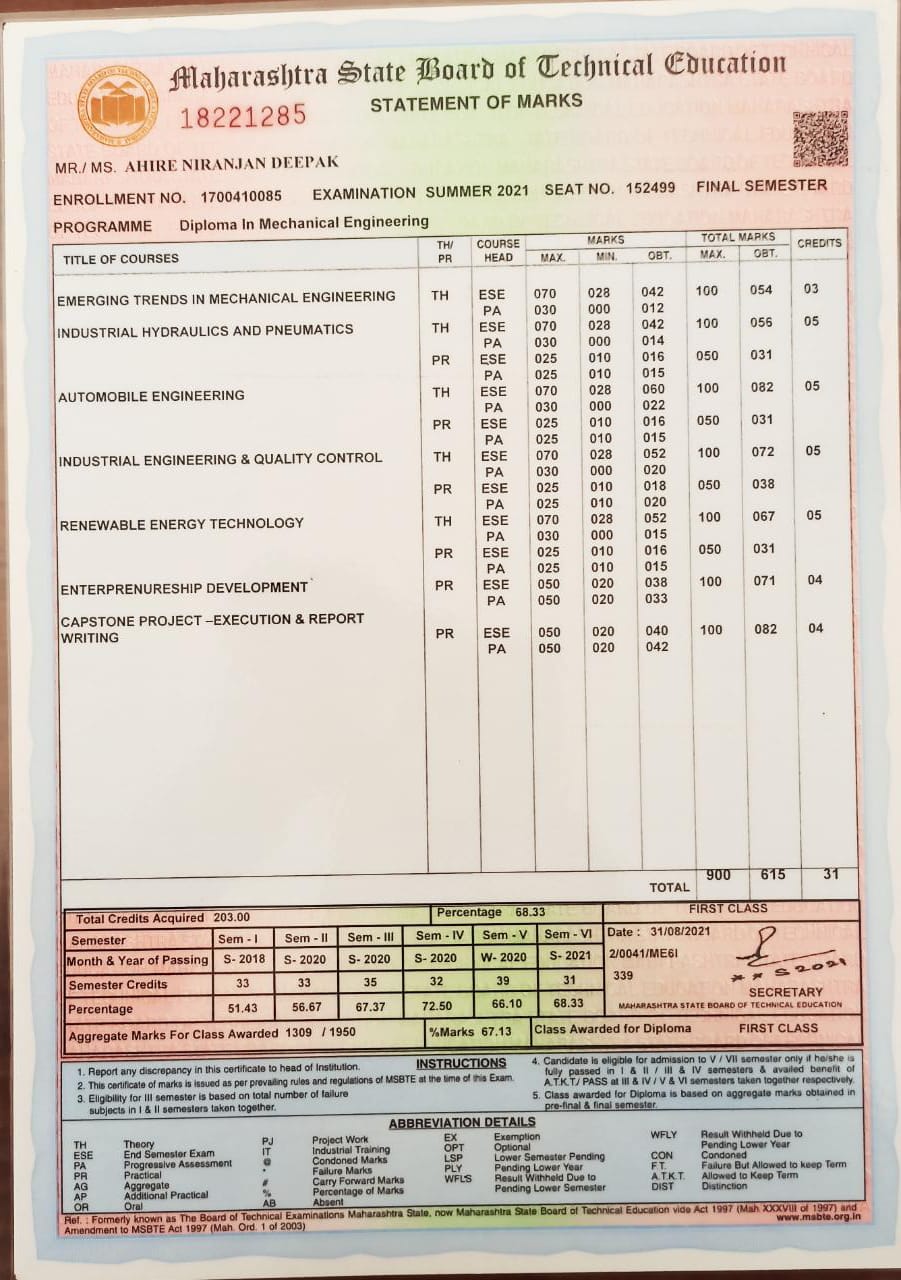 Maharashtra State Board of Technical Education
18221285
STATEMENT OF MARKS
MR./ MS. AHIRE NIRANJAN DEEPAK
ENROLLMENT NO. 1700410085 EXAMINATION SUMMER 2021 SEAT NO. 152499 FINAL SEMESTER
PROGRAMME Diploma In Mechanical Engineering
TITLE OF COURSES TH/ PR COURSE HEAD MARKS MAX. MIN. OBT. TOTAL MARKS MAX. OBT. CREDITS
EMERGING TRENDS IN MECHANICAL ENGINEERING TH ESE 070 028 042 100 054 03
PA 030 000 012
INDUSTRIAL HYDRAULICS AND PNEUMATICS TH ESE 070 028 042 100 056 05
PA 030 000 014
PR ESE 025 010 016 050 031
PA 025 010 015
AUTOMOBILE ENGINEERING TH ESE 070 028 060 100 082 05
PA 030 000 022
PR ESE 025 010 016 050 031
PA 025 010 015
INDUSTRIAL ENGINEERING & QUALITY CONTROL TH ESE 070 028 052 100 072 05
PA 030 000 020
PR ESE 025 010 018 050 038
PA 025 010 020
RENEWABLE ENERGY TECHNOLOGY TH ESE 070 028 052 100 067 05
PA 030 000 015
PR ESE 025 010 016 050 031
PA 025 010 015
ENTERPRENURESHIP DEVELOPMENT PR ESE 050 020 038 100 071 04
PA 050 020 033
CAPSTONE PROJECT –EXECUTION & REPORT
WRITING PR ESE 050 020 040 100 082 04
PA 050 020 042
TOTAL 900 615 31
Total Credits Acquired 203.00 Percentage 68.33 FIRST CLASS
Semester Sem - I Sem - II Sem - III Sem - IV Sem - V Sem - VI
Month & Year of Passing S- 2018 S- 2020 S- 2020 S- 2020 W- 2020 S- 2021
Semester Credits 33 33 35 32 39 31
Percentage 51.43 56.67 67.37 72.50 66.10 68.33
Date : 31/08/2021
2/0041/ME6I
339
* * S 2021
SECRETARY
MAHARASHTRA STATE BOARD OF TECHNICAL EDUCATION
Aggregate Marks For Class Awarded 1309 / 1950 %Marks 67.13 Class Awarded for Diploma FIRST CLASS
INSTRUCTIONS
1. Report any discrepancy in this certificate to head of Institution.
2. This certificate of marks is issued as per prevailing rules and regulations of MSBTE at the time of this Exam.
3. Eligibility for III semester is based on total number of failure
subjects in I & II semesters taken together.
4. Candidate is eligible for admission to V / VII semester only if he/she is
fully passed in I & II / III & IV semesters & availed benefit of
A.T.K.T./ PASS at III & IV / V & VI semesters taken together respectively.
5. Class awarded for Diploma is based on aggregate marks obtained in
pre-final & final semester.
ABBREVIATION DETAILS
TH Theory
ESE End Semester Exam
PA Progressive Assessment
PR Practical
AG Aggregate
AP Additional Practical
OR Oral
PJ Project Work
IT Industrial Training
@ Condoned Marks
* Failure Marks
# Carry Forward Marks
% Percentage of Marks
AB Absent
EX Exemption
OPT Optional
LSP Lower Semester Pending
PLY Pending Lower Year
WFLS Result Withheld Due to
Pending Lower Semester
WFLY Result Withheld Due to
Pending Lower Year
CON Condoned
F.T. Failure But Allowed to keep Term
A.T.K.T. Allowed to Keep Term
DIST Distinction
Ref. : Formerly known as The Board of Technical Examinations Maharashtra State, now Maharashtra State Board of Technical Education vide Act 1997 (Mah. XXXVIII of 1997) and
Amendment to MSBTE Act 1997 (Mah. Ord. 1 of 2003) www.msbte.org.in